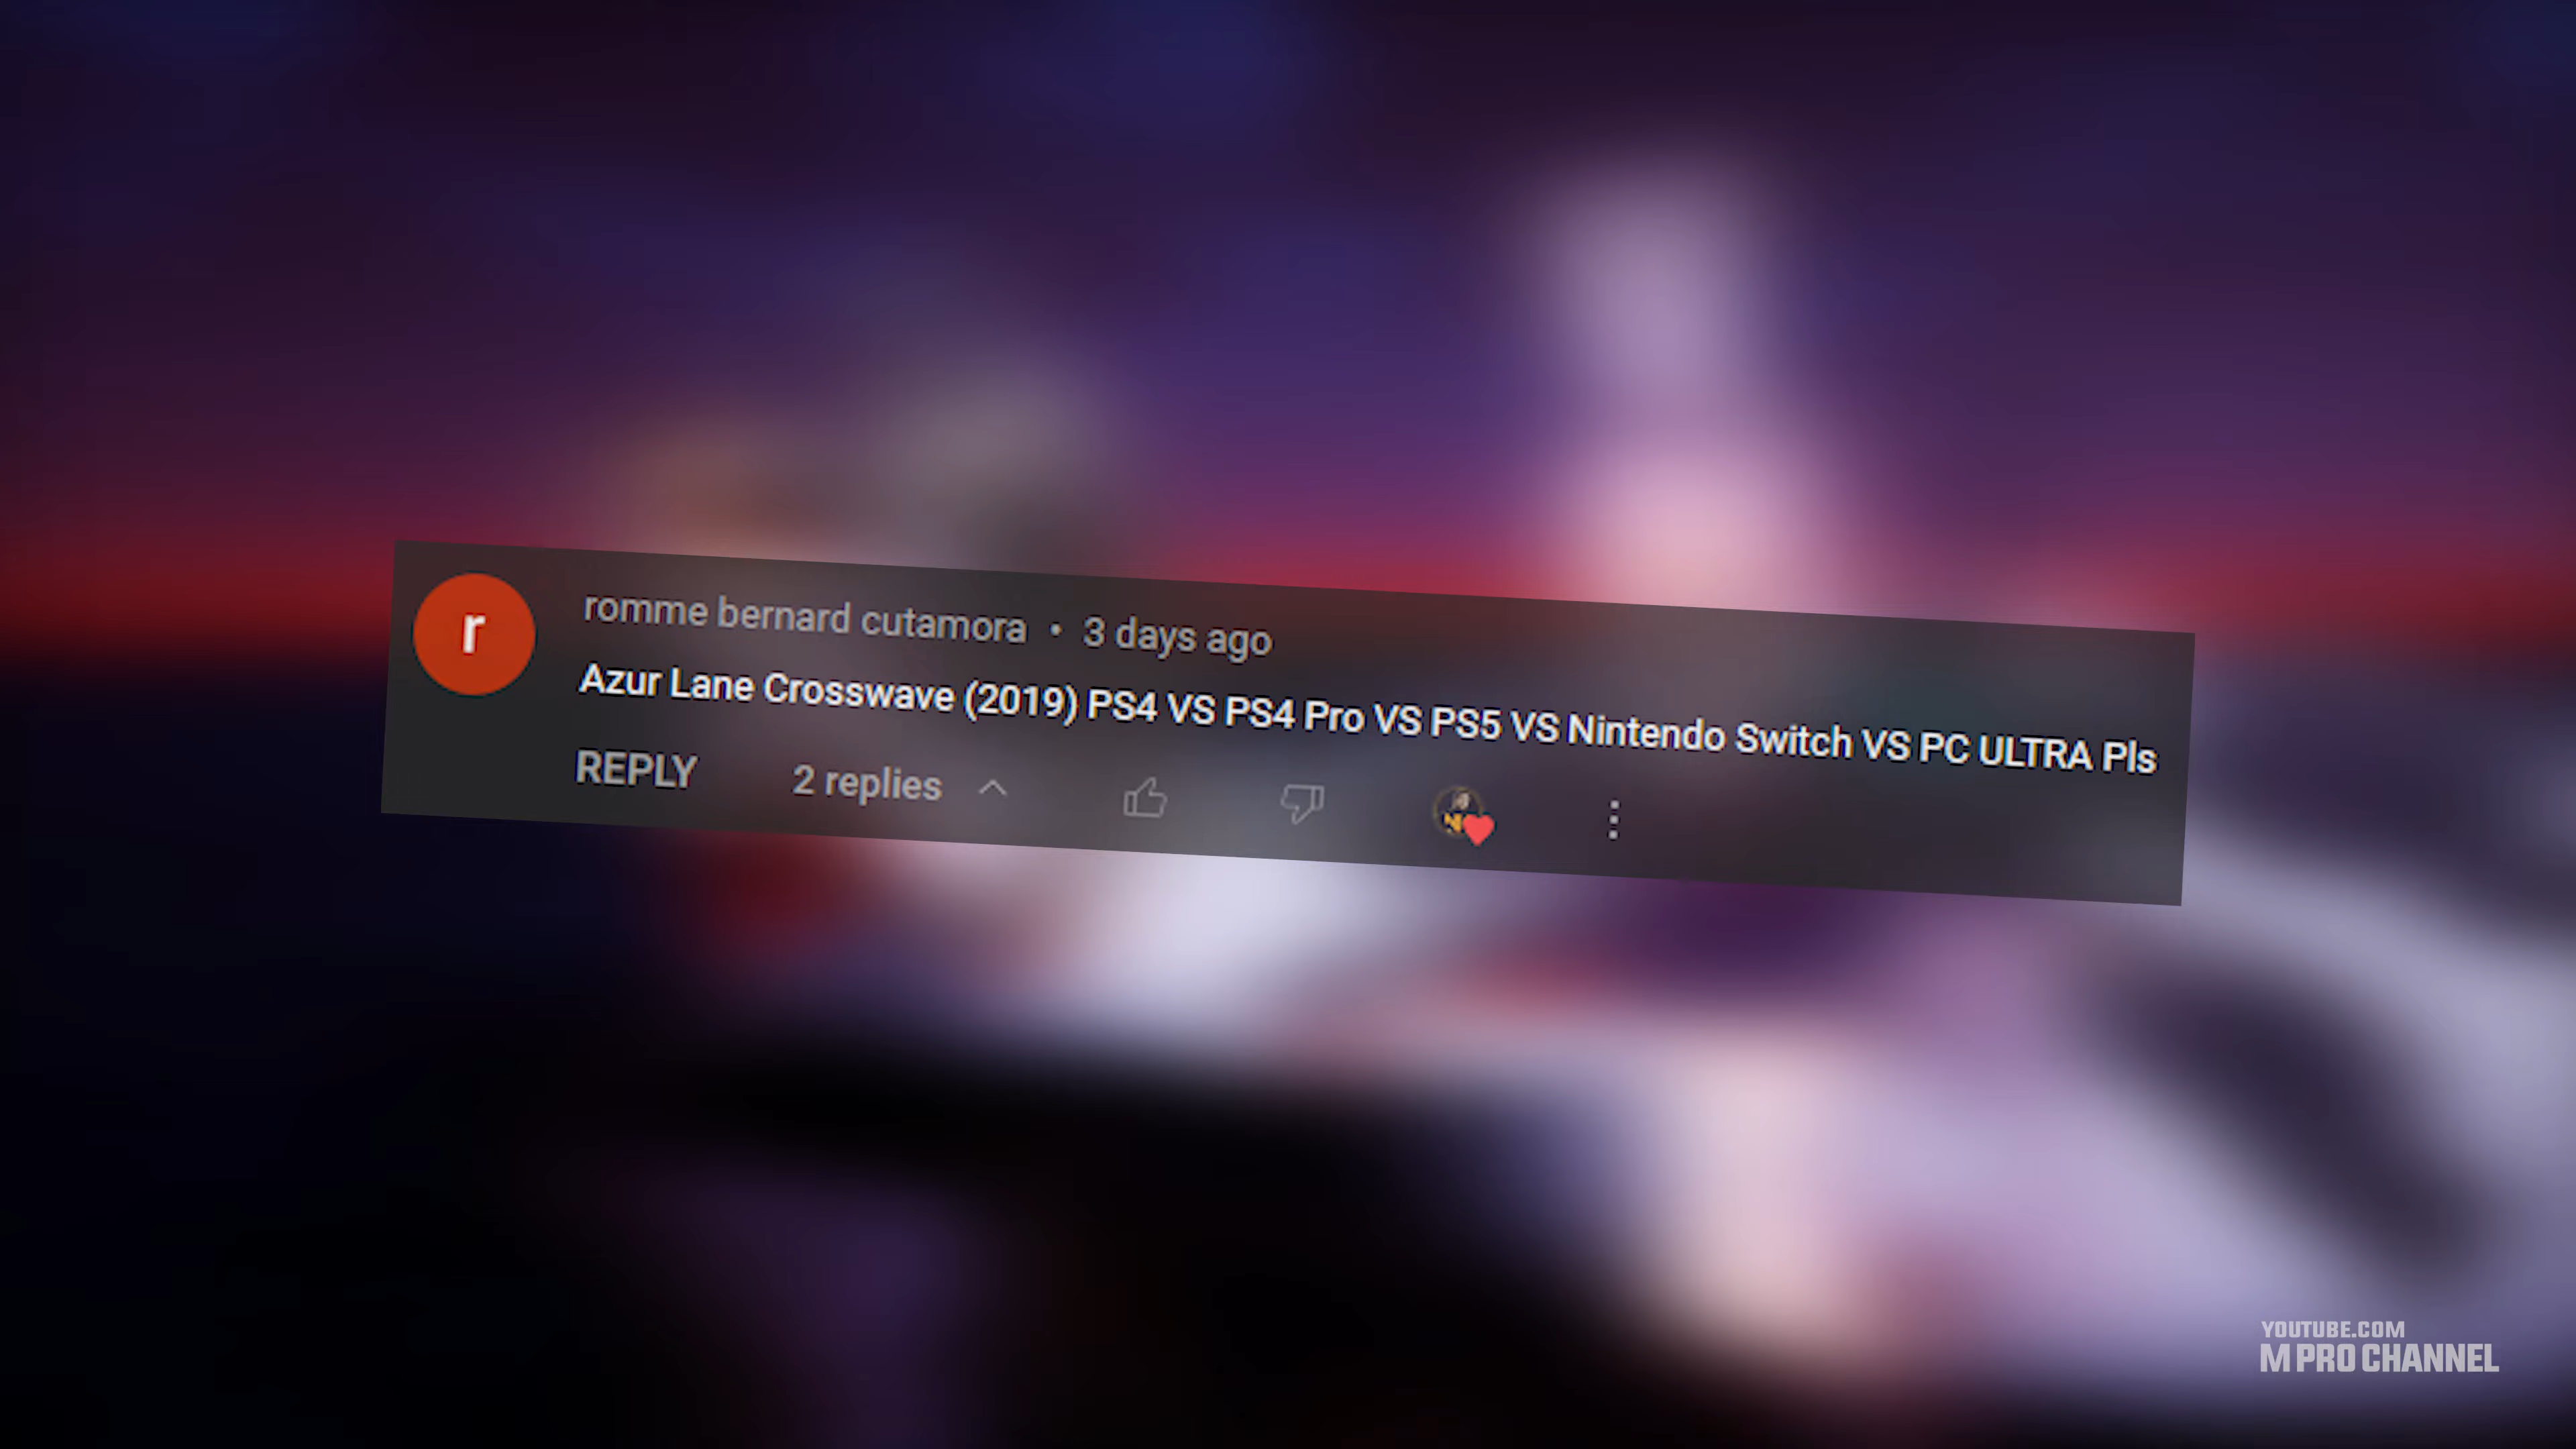 r
romme bernard cutamora • 3 days ago
Azur Lane Crosswave (2019) PS4 VS PS4 Pro VS PS5 VS Nintendo Switch VS PC ULTRA Pls
REPLY 2 replies
YOUTUBE.COM
M PRO CHANNEL